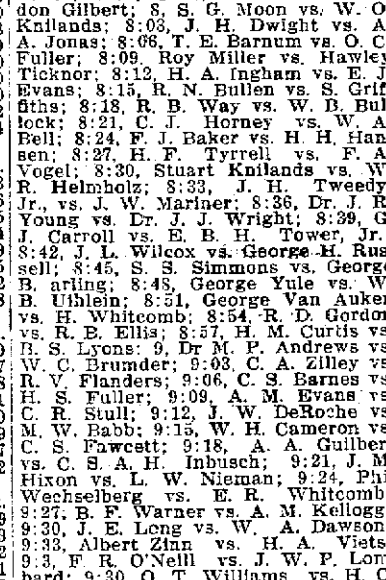 don Gilbert; 8, S. G. Moon vs. W. O
Knilands; 8:03, J. H. Dwight vs. A
A. Jonas; 8:06, T. E. Barnum vs. O. C
Fuller; 8:09. Roy Miller vs. Hawley
Ticknor; 8:12, H. A. Ingham vs. E. J
Evans; 8:15, R. N. Bullen vs. S. Grif
fiths; 8:18, R. B. Way vs. W. B. Bul
lock; 8:21, C. J. Horney vs. W. A
Bell; 8:24, F. J. Baker vs. H. H. Han
sen; 8:27, H. F. Tyrrell vs. F. A
Vogel; 8:30, Stuart Knilands vs. W
R. Helmholz; 8:33, J. H. Tweedy
Jr., vs. J. W. Mariner; 8:36, Dr. J. R
Young vs. Dr. J. J. Wright; 8:39, G
J. Carroll vs. E. B. H. Tower, Jr.
8:42, J. L. Wilcox vs. George H. Rus
sell; 8:45, S. S. Simmons vs. George
B. arling; 8:48, George Yule vs. W
B. Uihlein; 8:51, George Van Auken
vs. H. Whitcomb; 8:54, R. D. Gordon
vs. R. B. Ellis; 8:57, H. M. Curtis vs
B. S. Lyons; 9, Dr M. P. Andrews vs
W. C. Brumder; 9:03, C. A. Zilley vs
R. V. Flanders; 9:06, C. S. Barnes vs
H. S. Fuller; 9:09, A. M. Evans vs
C. R. Stull; 9:12, J. W. DeRoche vs
M. W. Babb; 9:15, W. H. Cameron vs
C. S. Fawcett; 9:18, A. A. Guilber
vs. C. S. A. H. Inbusch; 9:21, J. M
Hixon vs. L. W. Nieman; 9:24, Phi
Wechselberg vs. E. R. Whitcomb
9:27, B. F. Warner vs. A. M. Kellogg
9:30, J. E. Long vs. W. A. Dawson
9:33, Albert Zinn vs. H. A. Viets
9:3, F. R. O'Neill vs. J. W. P. Lom
bard; 9:30, O. T. Williams vs. H. C